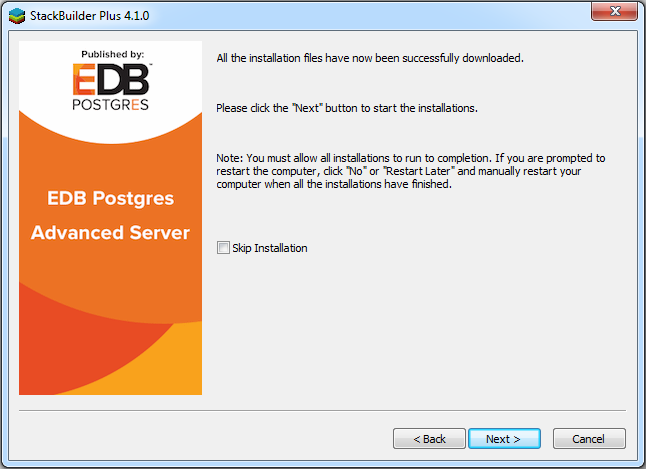 StackBuilder Plus 4.1.0
Published by:
EDB™
POSTGRES
EDB Postgres
Advanced Server
All the installation files have now been successfully downloaded.
Please click the "Next" button to start the installations.
Note: You must allow all installations to run to completion. If you are prompted to
restart the computer, click "No" or "Restart Later" and manually restart your
computer when all the installations have finished.
Skip Installation
< Back
Next >
Cancel